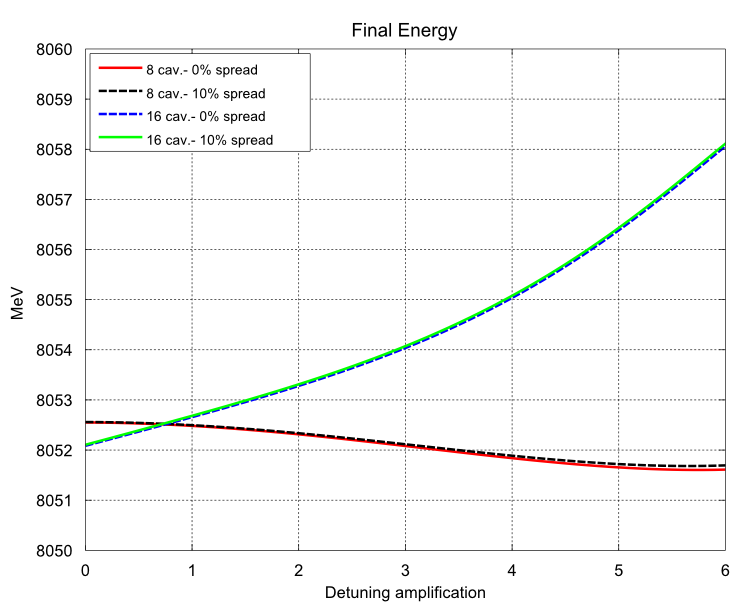 Final Energy
8060
8059
8058
8057
8056
8055
8054
8053
8052
8051
8050
MeV
8 cav.- 0% spread
8 cav.- 10% spread
16 cav.- 0% spread
16 cav.- 10% spread
0 1 2 3 4 5 6
Detuning amplification